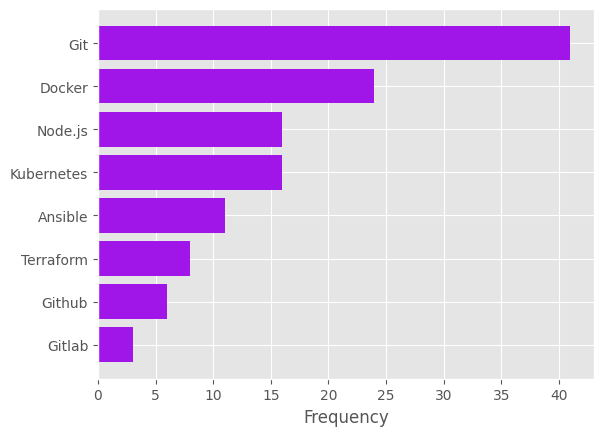 Git
Docker
Node.js
Kubernetes
Ansible
Terraform
Github
Gitlab
0 5 10 15 20 25 30 35 40
Frequency